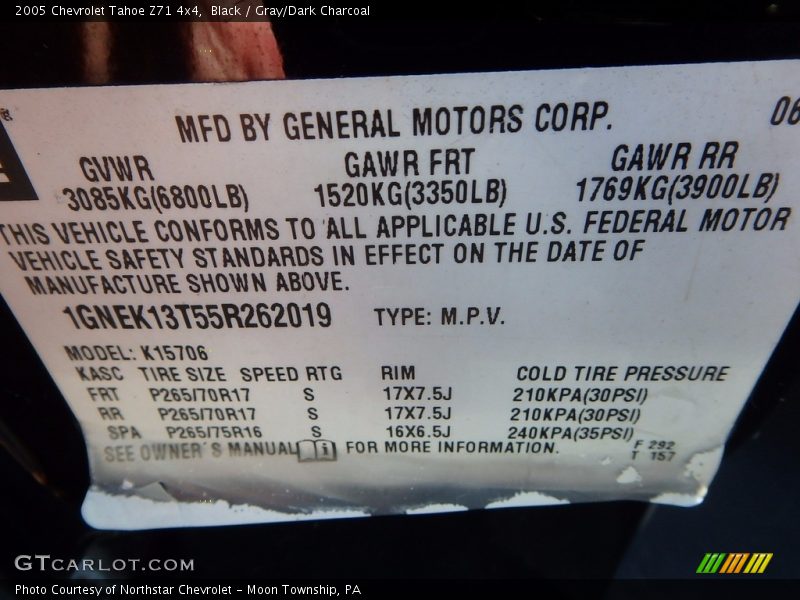 2005 Chevrolet Tahoe Z71 4x4, Black / Gray/Dark Charcoal
MFD BY GENERAL MOTORS CORP. 06
GVWR GAWR FRT GAWR RR
3085KG(6800LB) 1520KG(3350LB) 1769KG(3900LB)
THIS VEHICLE CONFORMS TO ALL APPLICABLE U.S. FEDERAL MOTOR
VEHICLE SAFETY STANDARDS IN EFFECT ON THE DATE OF
MANUFACTURE SHOWN ABOVE.
1GNEK13T55R262019 TYPE: M.P.V.
MODEL: K15706
KASC TIRE SIZE SPEED RTG RIM COLD TIRE PRESSURE
FRT P265/70R17 S 17X7.5J 210KPA(30PSI)
RR P265/70R17 S 17X7.5J 210KPA(30PSI)
SPA P265/75R16 S 16X6.5J 240KPA(35PSI)
SEE OWNER'S MANUAL FOR MORE INFORMATION.
F 292
T 157
GTCARLOT.COM
Photo Courtesy of Northstar Chevrolet - Moon Township, PA